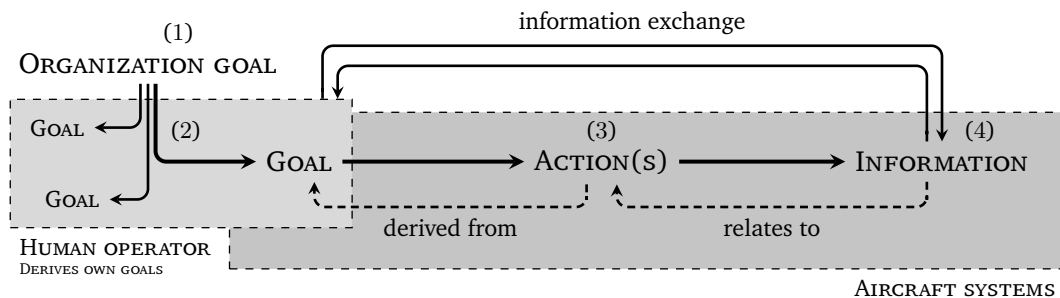 information exchange
(1)
ORGANIZATION GOAL
GOAL
(2)
(3)
(4)
GOAL
ACTION(S)
INFORMATION
GOAL
derived from
relates to
HUMAN OPERATOR
DERIVES OWN GOALS
AIRCRAFT SYSTEMS